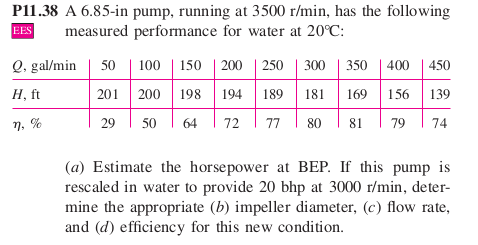 P11.38 A 6.85-in pump, running at 3500 r/min, has the following
EES measured performance for water at 20°C:
Q, gal/min 50 100 150 200 250 300 350 400 450
H, ft 201 200 198 194 189 181 169 156 139
η, % 29 50 64 72 77 80 81 79 74
(a) Estimate the horsepower at BEP. If this pump is
rescaled in water to provide 20 bhp at 3000 r/min, deter-
mine the appropriate (b) impeller diameter, (c) flow rate,
and (d) efficiency for this new condition.